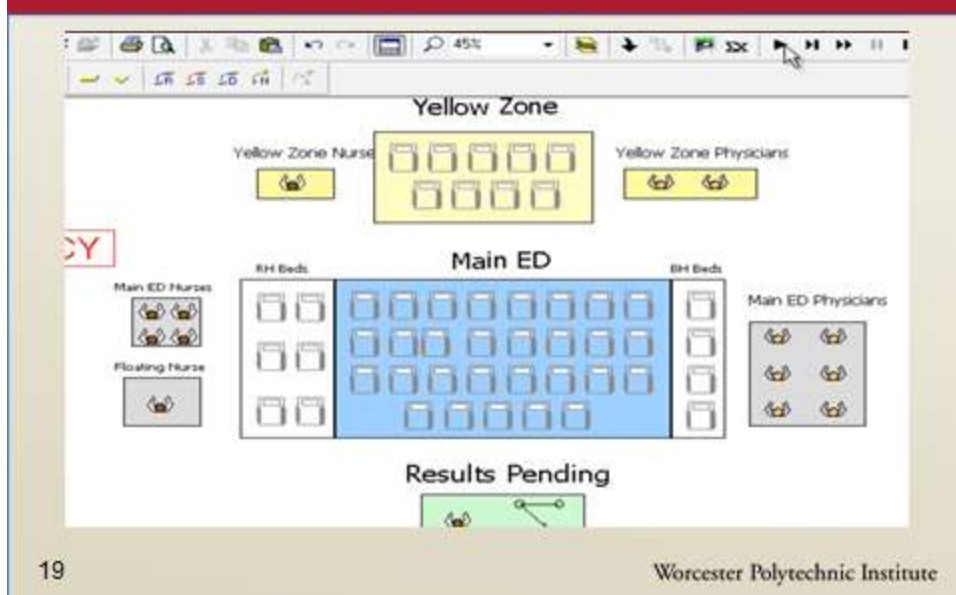 45%
Yellow Zone
Yellow Zone Nurse
Yellow Zone Physicians
CY
RH Beds
Main ED
BH Beds
Main ED Nurses
Main ED Physicians
Floating Nurse
Results Pending
19
Worcester Polytechnic Institute